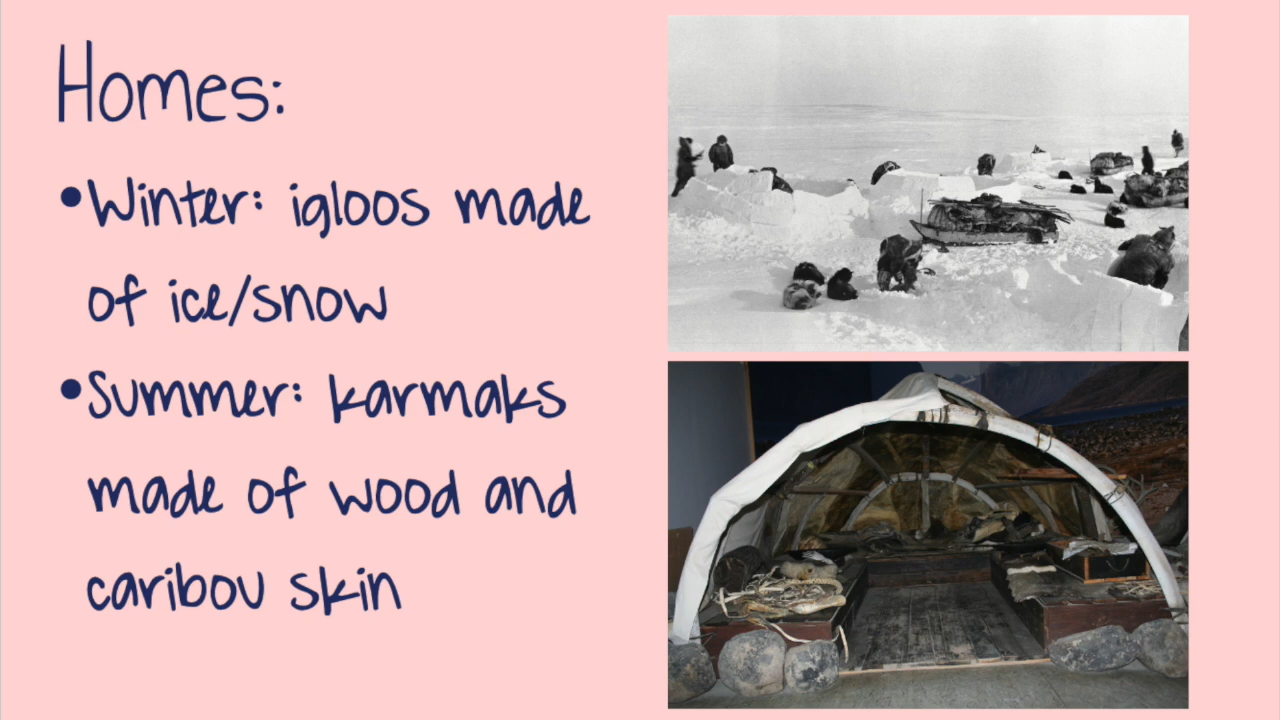 Homes:
•Winter: igloos made
of ice/snow
•Summer: karmaks
made of wood and
caribou skin